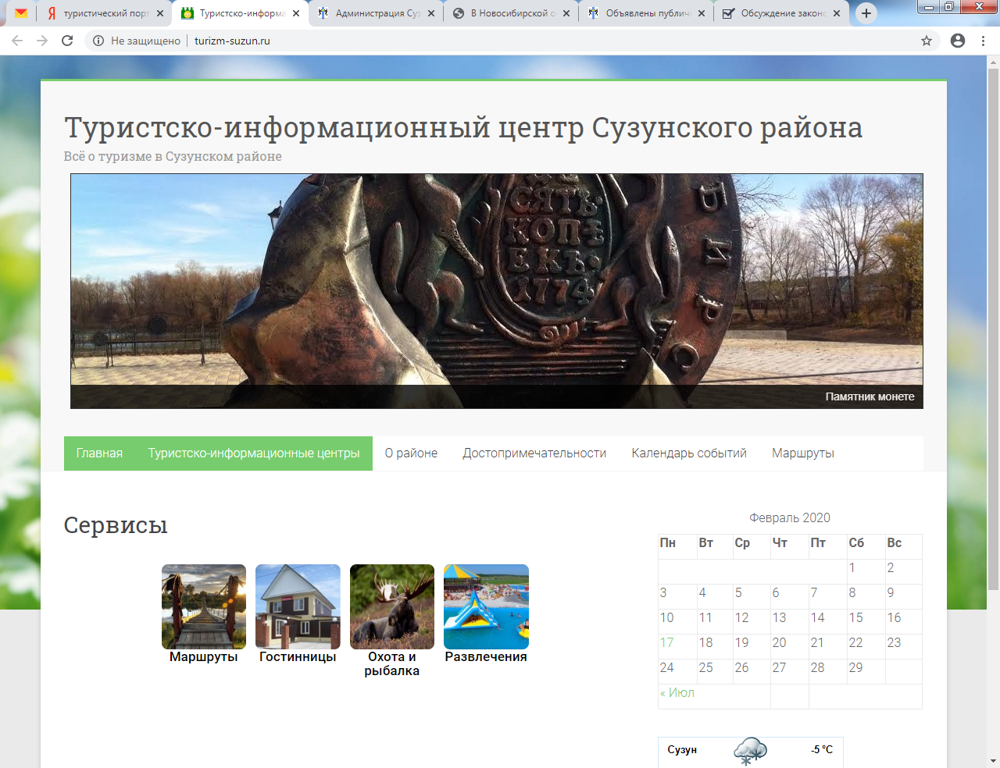 туристический порт
Туристско-информа
Администрация Суз
В Новосибирской о
Объявлены публич
Обсуждение законо
Не защищено
turizm-suzun.ru
Туристско-информационный центр Сузунского района
Всё о туризме в Сузунском районе
СЯТЬ
КОПѢ
ЕКЪ
1774
Ь И Р С
Памятник монете
Главная Туристско-информационные центры О районе Достопримечательности Календарь событий Маршруты
Сервисы
Маршруты
Гостинницы
Охота и
рыбалка
Развлечения
Февраль 2020
Пн Вт Ср Чт Пт Сб Вс
1 2
3 4 5 6 7 8 9
10 11 12 13 14 15 16
17 18 19 20 21 22 23
24 25 26 27 28 29
« Июл
Сузун -5 °C